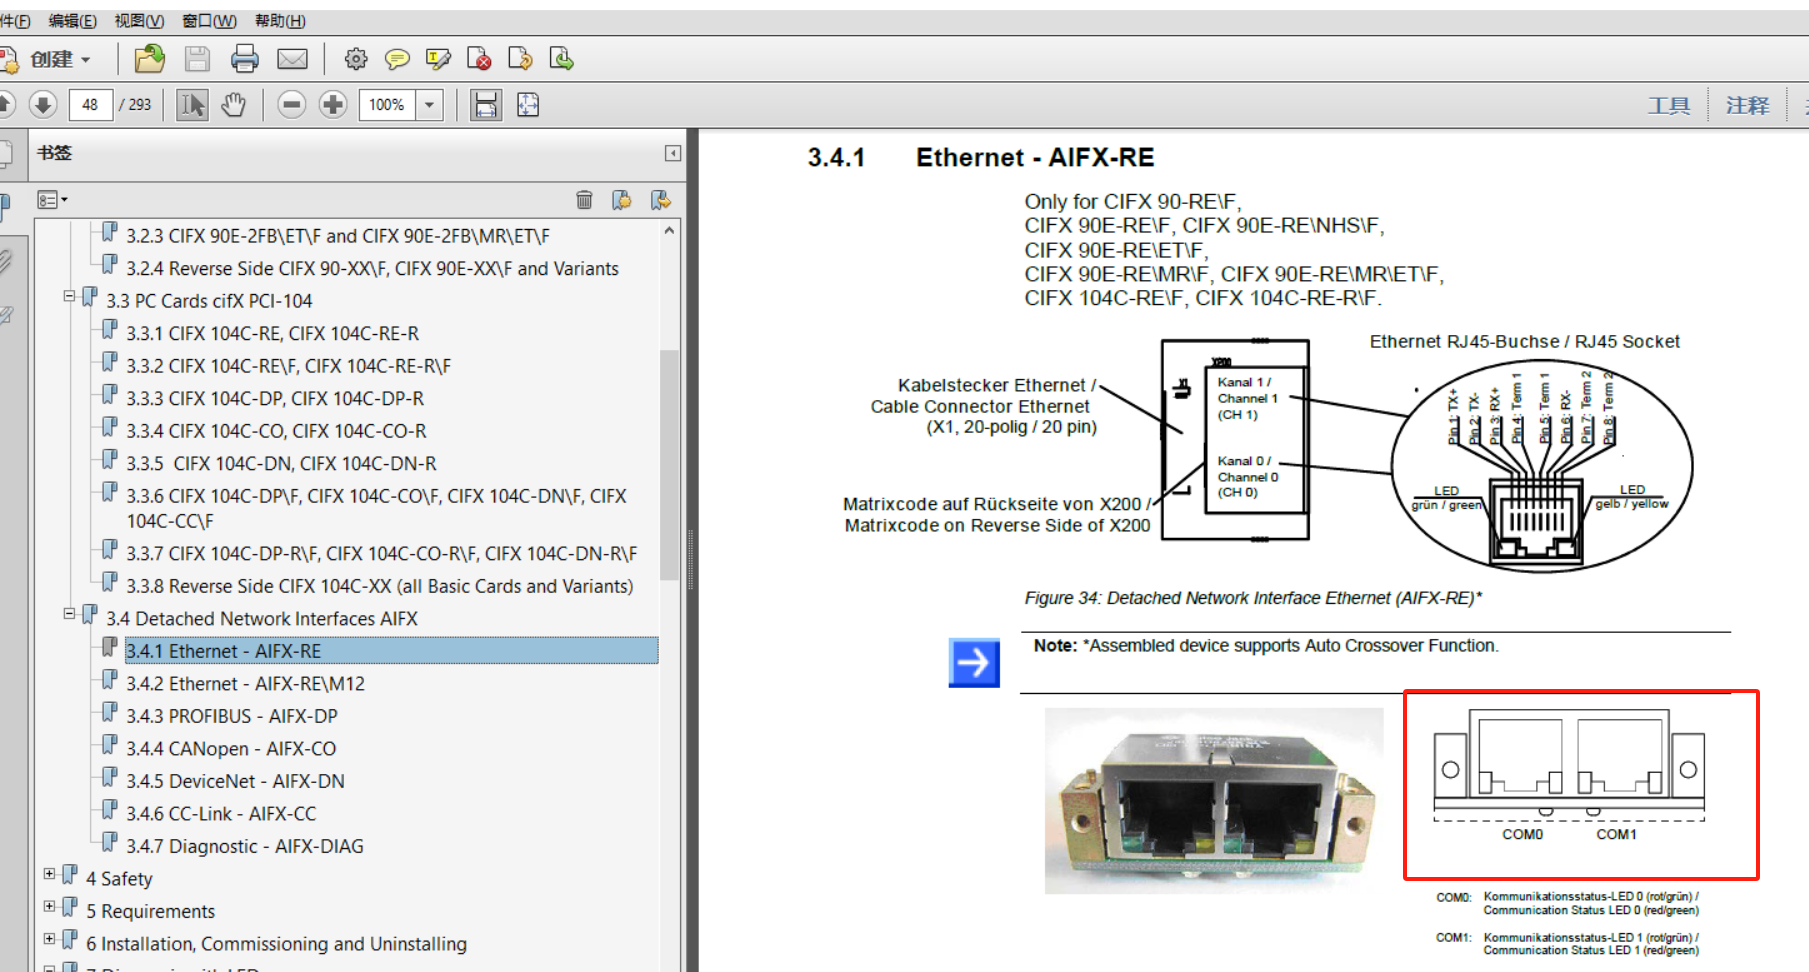 件(F) 编辑(E) 视图(V) 窗口(W) 帮助(H)
创建
48 / 293 100% 工具 注释
书签
3.2.3 CIFX 90E-2FB\ET\F and CIFX 90E-2FB\MR\ET\F
3.2.4 Reverse Side CIFX 90-XX\F, CIFX 90E-XX\F and Variants
3.3 PC Cards cifX PCI-104
3.3.1 CIFX 104C-RE, CIFX 104C-RE-R
3.3.2 CIFX 104C-RE\F, CIFX 104C-RE-R\F
3.3.3 CIFX 104C-DP, CIFX 104C-DP-R
3.3.4 CIFX 104C-CO, CIFX 104C-CO-R
3.3.5 CIFX 104C-DN, CIFX 104C-DN-R
3.3.6 CIFX 104C-DP\F, CIFX 104C-CO\F, CIFX 104C-DN\F, CIFX
104C-CC\F
3.3.7 CIFX 104C-DP-R\F, CIFX 104C-CO-R\F, CIFX 104C-DN-R\F
3.3.8 Reverse Side CIFX 104C-XX (all Basic Cards and Variants)
3.4 Detached Network Interfaces AIFX
3.4.1 Ethernet - AIFX-RE
3.4.2 Ethernet - AIFX-RE\M12
3.4.3 PROFIBUS - AIFX-DP
3.4.4 CANopen - AIFX-CO
3.4.5 DeviceNet - AIFX-DN
3.4.6 CC-Link - AIFX-CC
3.4.7 Diagnostic - AIFX-DIAG
4 Safety
5 Requirements
6 Installation, Commissioning and Uninstalling
3.4.1 Ethernet - AIFX-RE
Only for CIFX 90-RE\F,
CIFX 90E-RE\F, CIFX 90E-RE\NHS\F,
CIFX 90E-RE\ET\F,
CIFX 90E-RE\MR\F, CIFX 90E-RE\MR\ET\F,
CIFX 104C-RE\F, CIFX 104C-RE-R\F.
Ethernet RJ45-Buchse / RJ45 Socket
Kabelstecker Ethernet /
Cable Connector Ethernet
(X1, 20-polig / 20 pin)
Matrixcode auf Rückseite von X200 /
Matrixcode on Reverse Side of X200
X1
X200
Kanal 1 /
Channel 1
(CH 1)
Kanal 0 /
Channel 0
(CH 0)
Pin 1: TX+
Pin 2: TX-
Pin 3: RX+
Pin 4: Term 1
Pin 5: Term 1
Pin 6: RX-
Pin 7: Term 2
Pin 8: Term 2
LED
grün / green
LED
gelb / yellow
Figure 34: Detached Network Interface Ethernet (AIFX-RE)*
Note: *Assembled device supports Auto Crossover Function.
COM0 COM1
COM0: Kommunikationsstatus-LED 0 (rot/grün) /
Communication Status LED 0 (red/green)
COM1: Kommunikationsstatus-LED 1 (rot/grün) /
Communication Status LED 1 (red/green)